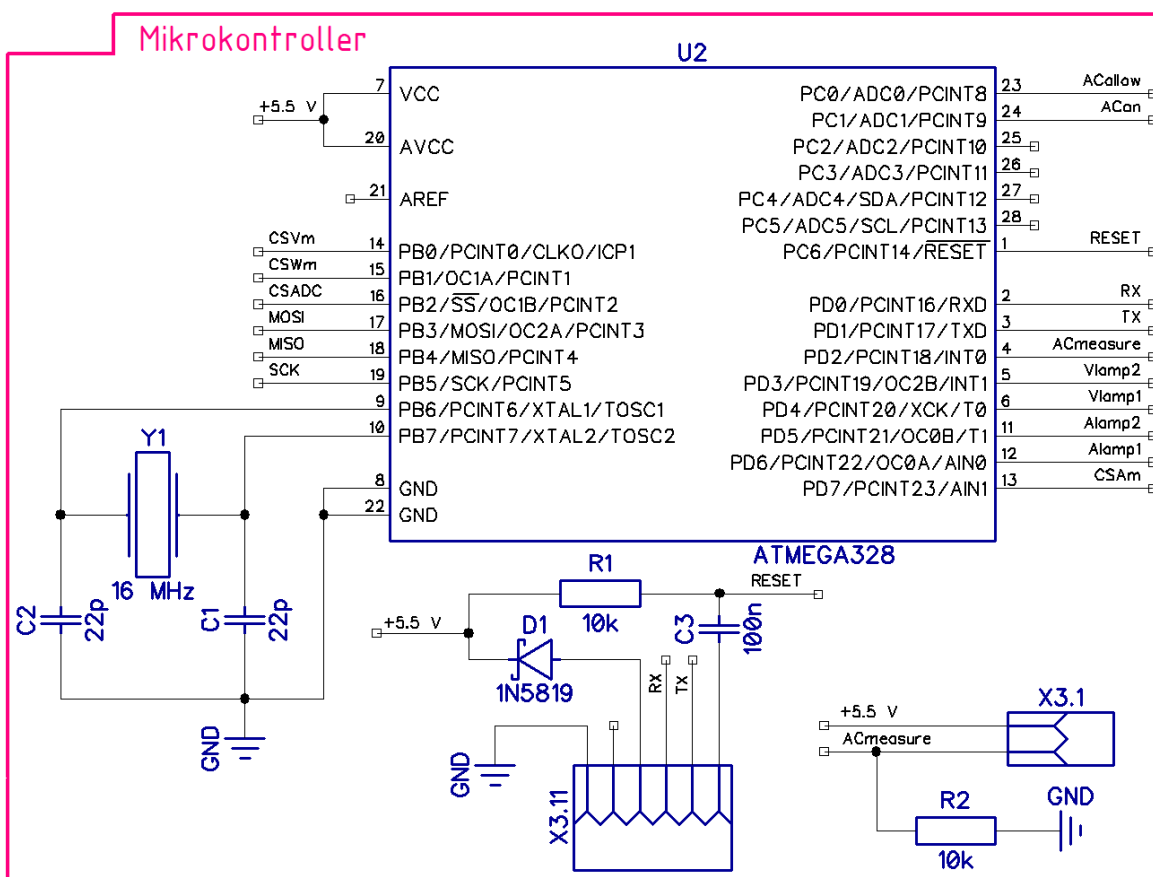 Mikrokontroller
U2
+5.5 V
7 VCC
20 AVCC
21 AREF
CSVm 14 PB0/PCINT0/CLKO/ICP1
CSWm 15 PB1/OC1A/PCINT1
CSADC 16 PB2/SS/OC1B/PCINT2
MOSI 17 PB3/MOSI/OC2A/PCINT3
MISO 18 PB4/MISO/PCINT4
SCK 19 PB5/SCK/PCINT5
9 PB6/PCINT6/XTAL1/TOSC1
10 PB7/PCINT7/XTAL2/TOSC2
8 GND
22 GND
PC0/ADC0/PCINT8 23 ACallow
PC1/ADC1/PCINT9 24 ACan
PC2/ADC2/PCINT10 25
PC3/ADC3/PCINT11 26
PC4/ADC4/SDA/PCINT12 27
PC5/ADC5/SCL/PCINT13 28
PC6/PCINT14/RESET 1 RESET
PD0/PCINT16/RXD 2 RX
PD1/PCINT17/TXD 3 TX
PD2/PCINT18/INT0 4 ACmeasure
PD3/PCINT19/OC2B/INT1 5 Vlamp2
PD4/PCINT20/XCK/T0 6 Vlamp1
PD5/PCINT21/OC0B/T1 11 Alamp2
PD6/PCINT22/OC0A/AIN0 12 Alamp1
PD7/PCINT23/AIN1 13 CSAm
ATMEGA328
Y1
16 MHz
C2
22p
C1
22p
GND
R1
10k
RESET
+5.5 V
D1
1N5819
C3
100n
RX
TX
GND
X3.11
+5.5 V
X3.1
ACmeasure
R2
10k
GND